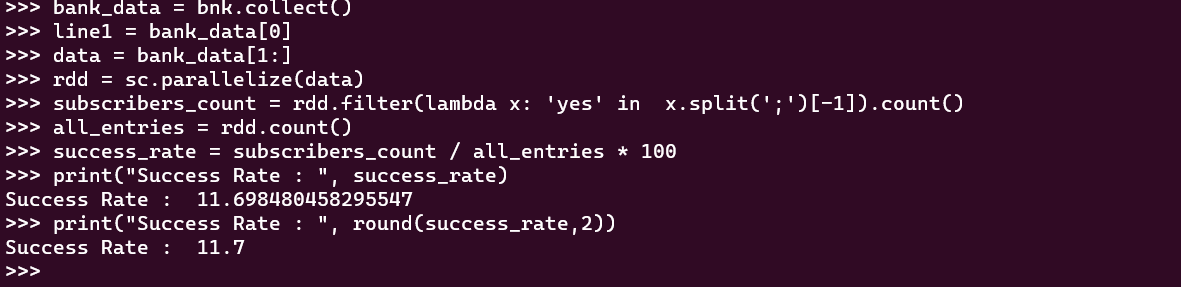 >>> bank_data = bnk.collect()
>>> line1 = bank_data[0]
>>> data = bank_data[1:]
>>> rdd = sc.parallelize(data)
>>> subscribers_count = rdd.filter(lambda x: 'yes' in  x.split(';')[-1]).count()
>>> all_entries = rdd.count()
>>> success_rate = subscribers_count / all_entries * 100
>>> print("Success Rate : ", success_rate)
Success Rate :  11.698480458295547
>>> print("Success Rate : ", round(success_rate,2))
Success Rate :  11.7
>>>